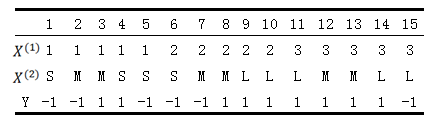 1 2 3 4 5 6 7 8 9 10 11 12 13 14 15
X⁽¹⁾ 1 1 1 1 1 2 2 2 2 2 3 3 3 3 3
X⁽²⁾ S M M S S S M M L L L M M L L
Y -1 -1 1 1 -1 -1 -1 1 1 1 1 1 1 1 -1